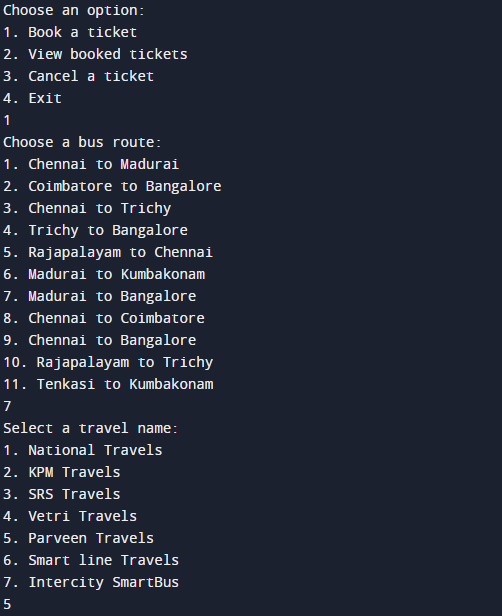 Choose an option:
1. Book a ticket
2. View booked tickets
3. Cancel a ticket
4. Exit
1
Choose a bus route:
1. Chennai to Madurai
2. Coimbatore to Bangalore
3. Chennai to Trichy
4. Trichy to Bangalore
5. Rajapalayam to Chennai
6. Madurai to Kumbakonam
7. Madurai to Bangalore
8. Chennai to Coimbatore
9. Chennai to Bangalore
10. Rajapalayam to Trichy
11. Tenkasi to Kumbakonam
7
Select a travel name:
1. National Travels
2. KPM Travels
3. SRS Travels
4. Vetri Travels
5. Parveen Travels
6. Smart line Travels
7. Intercity SmartBus
5